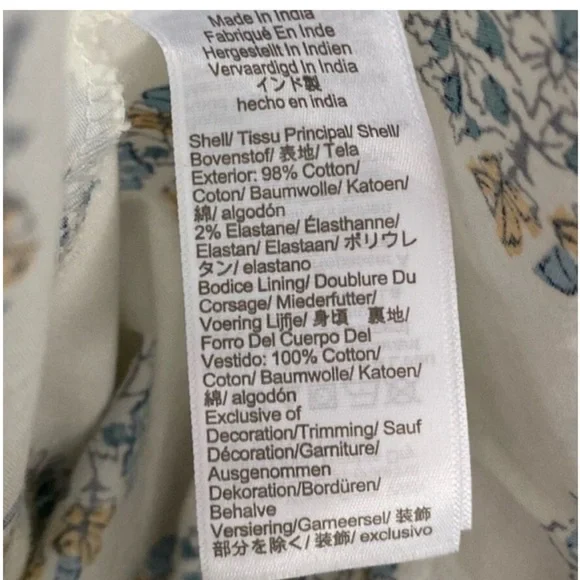 Made In India
Fabriqué En Inde
Hergestellt In Indien
Vervaardigd In India
インド製
hecho en india
Shell/ Tissu Principal/ Shell/
Bovenstof/ 表地/ Tela
Exterior: 98% Cotton/
Coton/ Baumwolle/ Katoen/
綿/ algodón
2% Elastane/ Élasthanne/
Elastan/ Elastaan/ ポリウレ
タン/ elastano
Bodice Lining/ Doublure Du
Corsage/ Miederfutter/
Voering Lijfje/ 身頃 裏地/
Forro Del Cuerpo Del
Vestido: 100% Cotton/
Coton/ Baumwolle/ Katoen/
綿/ algodón
Exclusive of
Decoration/Trimming/ Sauf
Décoration/Garniture/
Ausgenommen
Dekoration/Bordüren/
Behalve
Versiering/Garneersel/ 装飾
部分を除く/ 装飾/ exclusivo